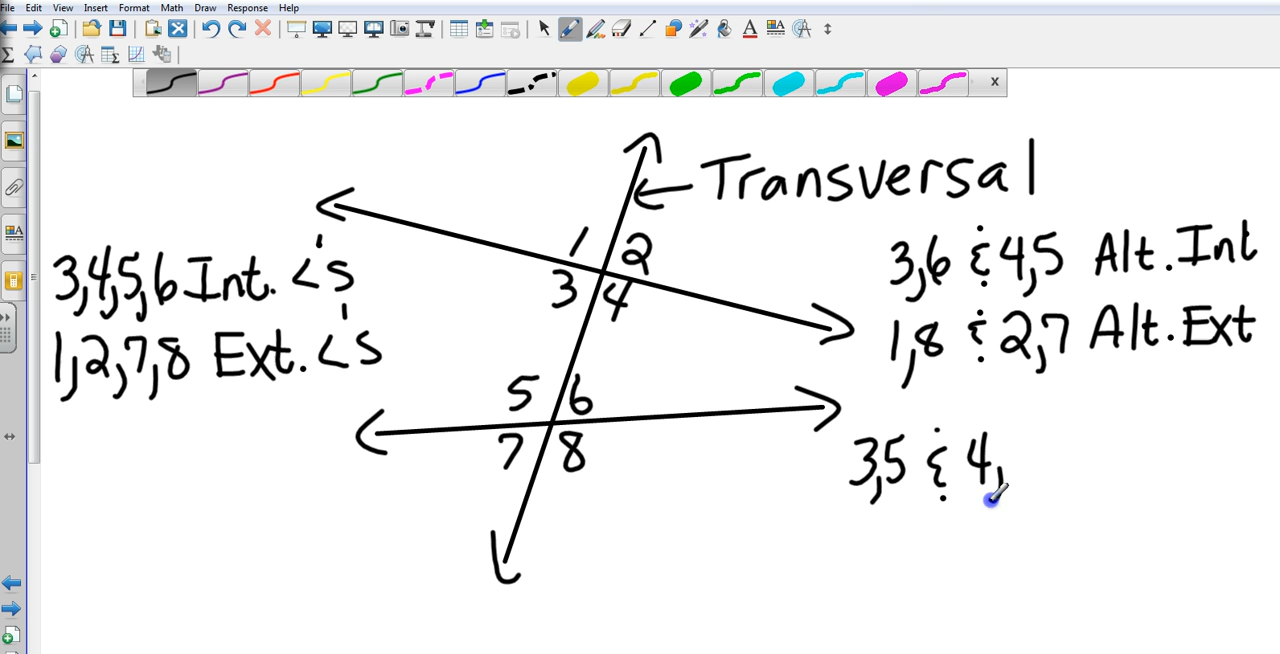 File Edit View Insert Format Math Draw Response Help
x
Transversal
1 2
3 4
3,4,5,6 Int. <'s
1,2,7,8 Ext. <'s
3,6 & 4,5 Alt. Int
1,8 & 2,7 Alt. Ext
5 6
7 8
3,5 & 4,